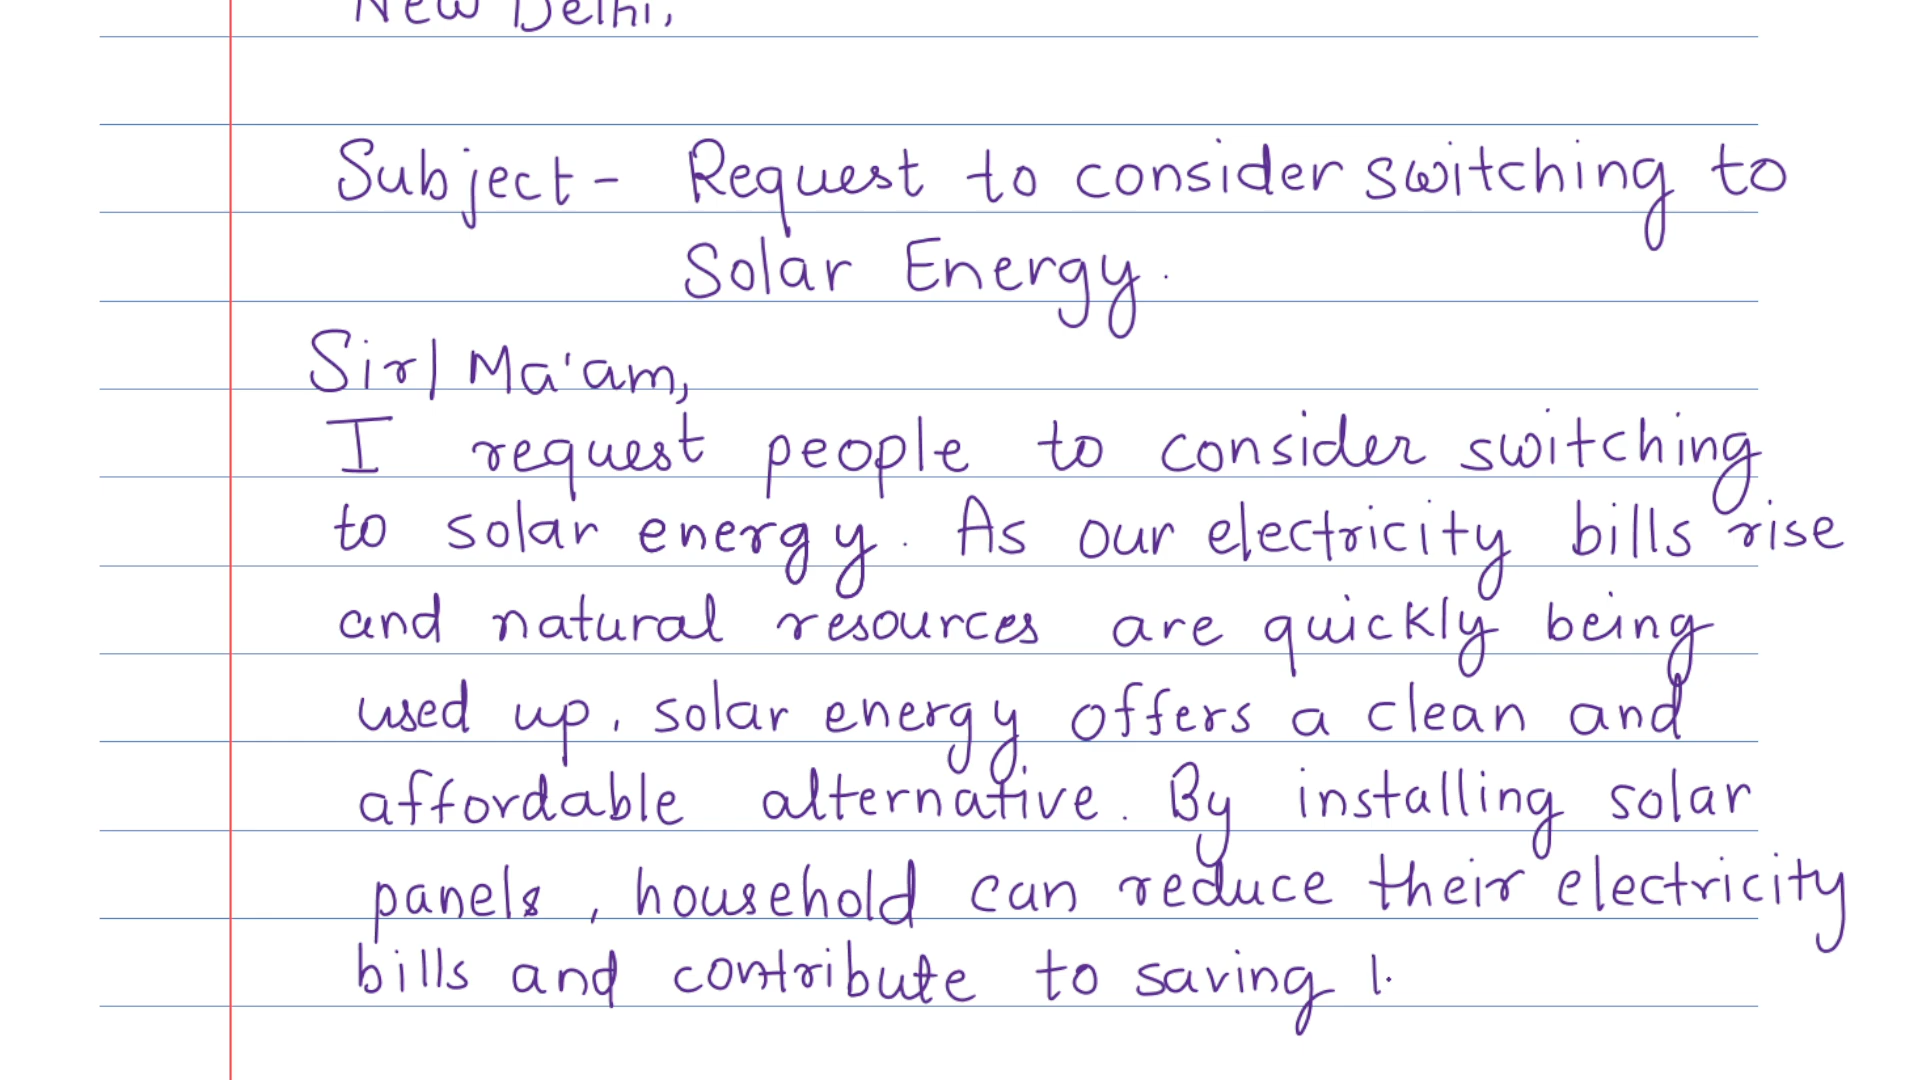 New Delhi,
Subject - Request to consider switching to
Solar Energy.
Sir/ Ma'am,
I request people to consider switching
to solar energy. As our electricity bills rise
and natural resources are quickly being
used up, solar energy offers a clean and
affordable alternative. By installing solar
panels, household can reduce their electricity
bills and contribute to saving